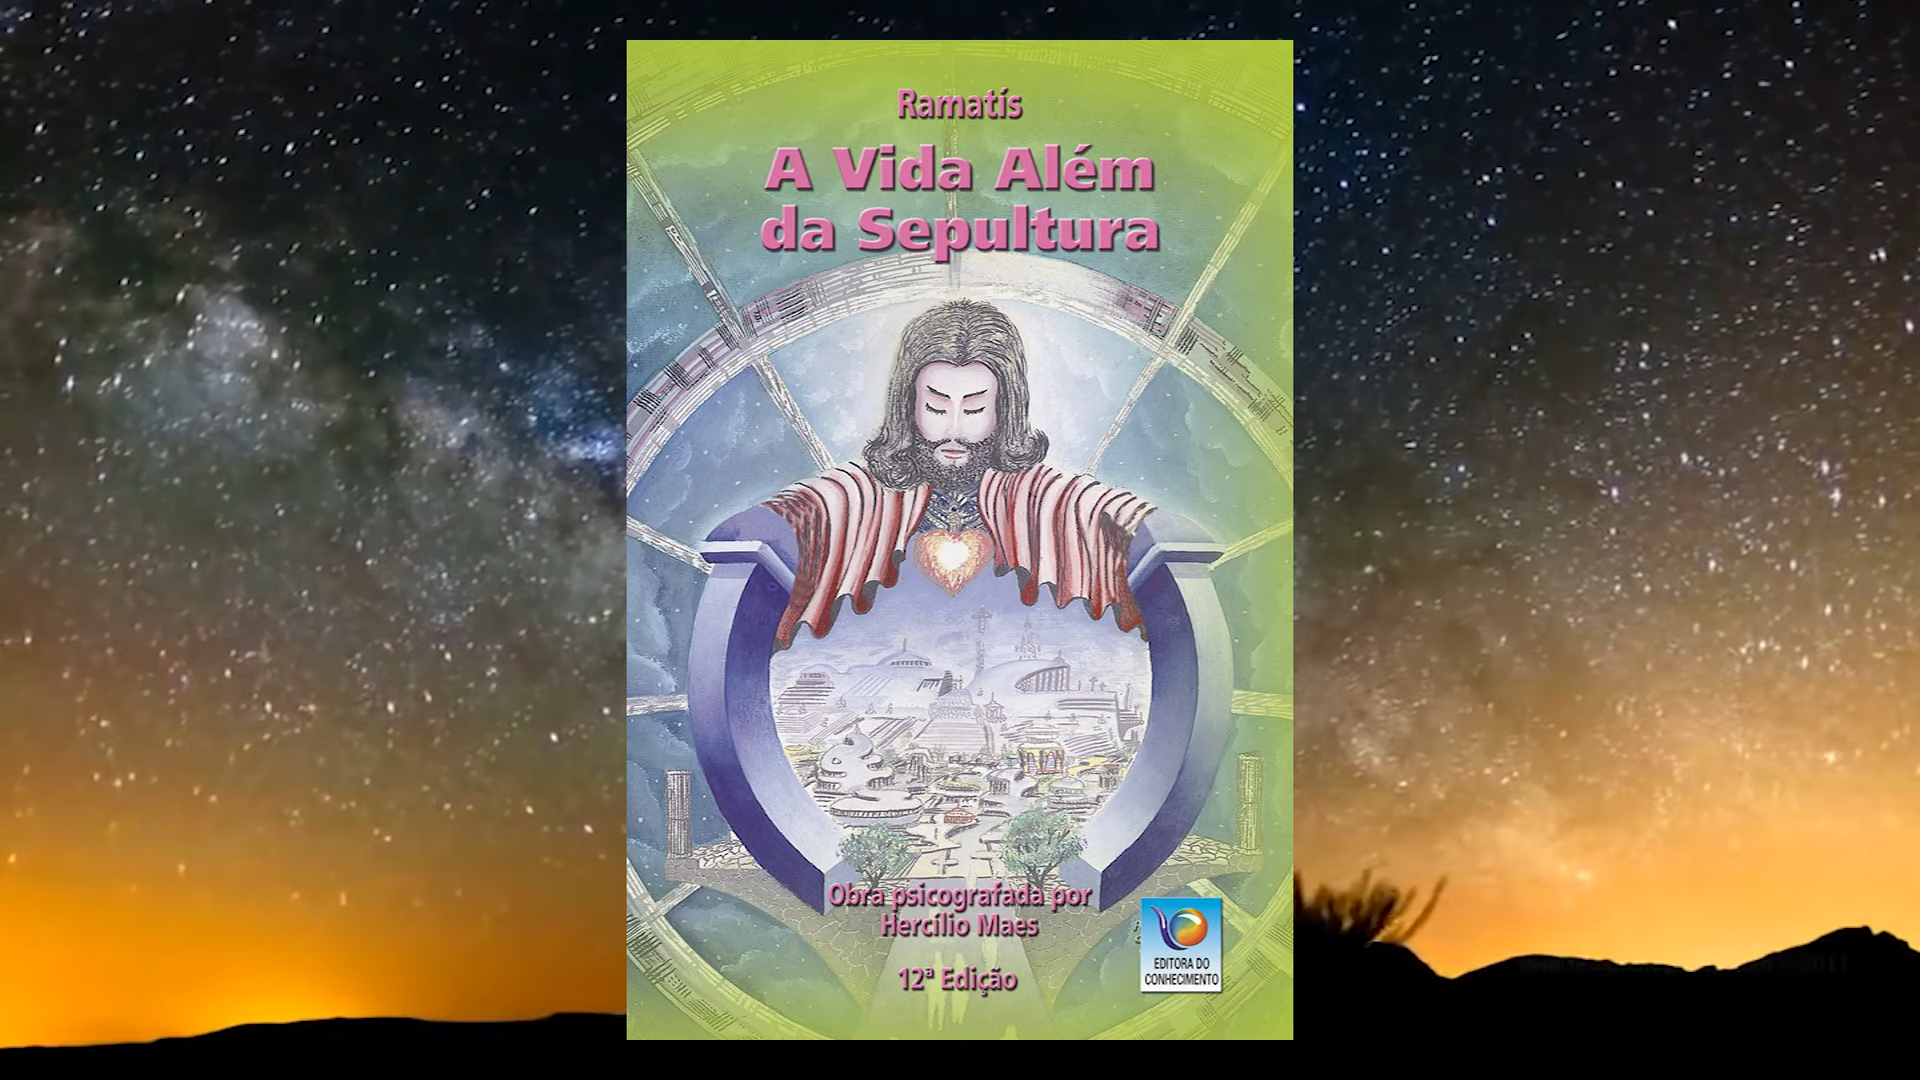 Ramatís
A Vida Além
da Sepultura
Obra psicografada por
Hercílio Maes
12ª Edição
EDITORA DO
CONHECIMENTO